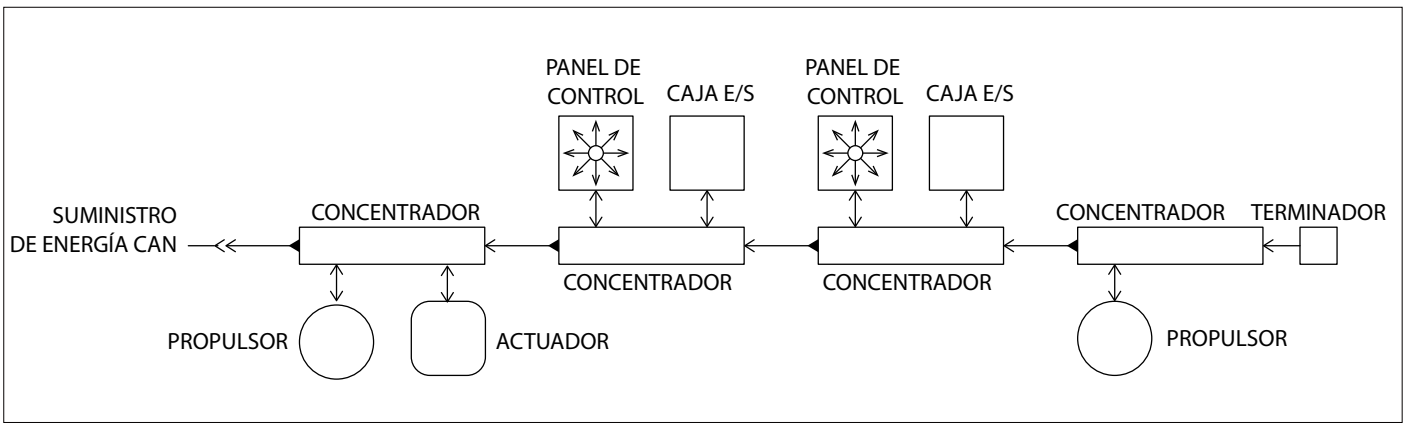 PANEL DE
CONTROL
CAJA E/S
PANEL DE
CONTROL
CAJA E/S
SUMINISTRO
DE ENERGÍA CAN
CONCENTRADOR
CONCENTRADOR
CONCENTRADOR
CONCENTRADOR
TERMINADOR
PROPULSOR
ACTUADOR
PROPULSOR